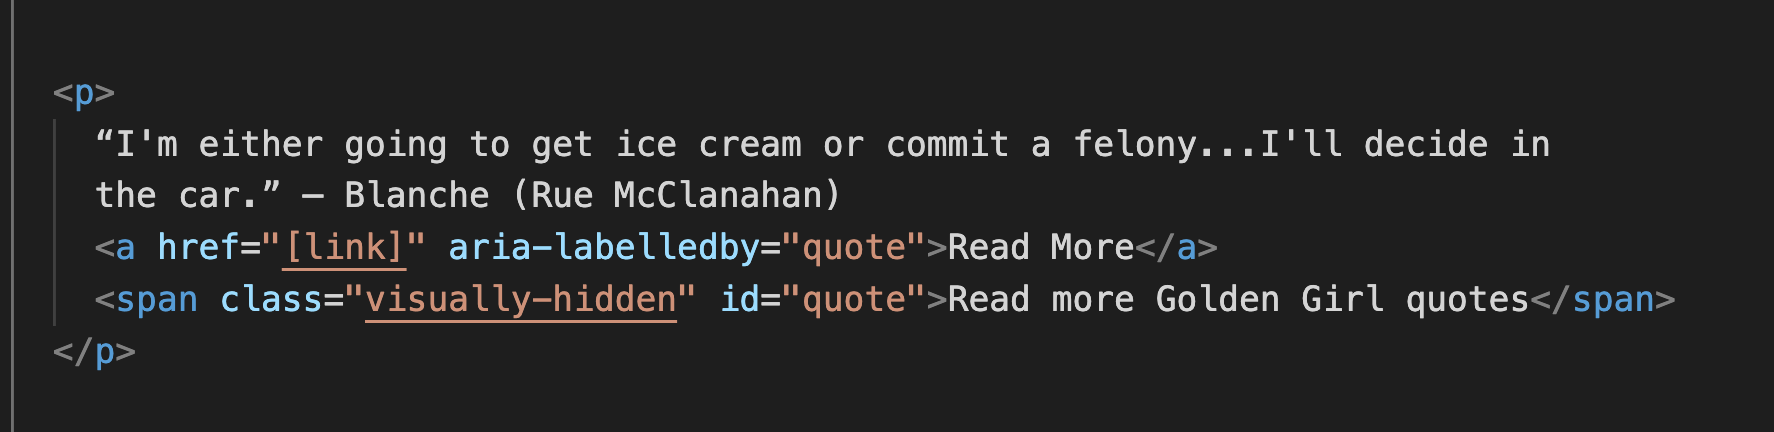 <p>
“I'm either going to get ice cream or commit a felony...I'll decide in
the car.” — Blanche (Rue McClanahan)
<a href="[link]" aria-labelledby="quote">Read More</a>
<span class="visually-hidden" id="quote">Read more Golden Girl quotes</span>
</p>